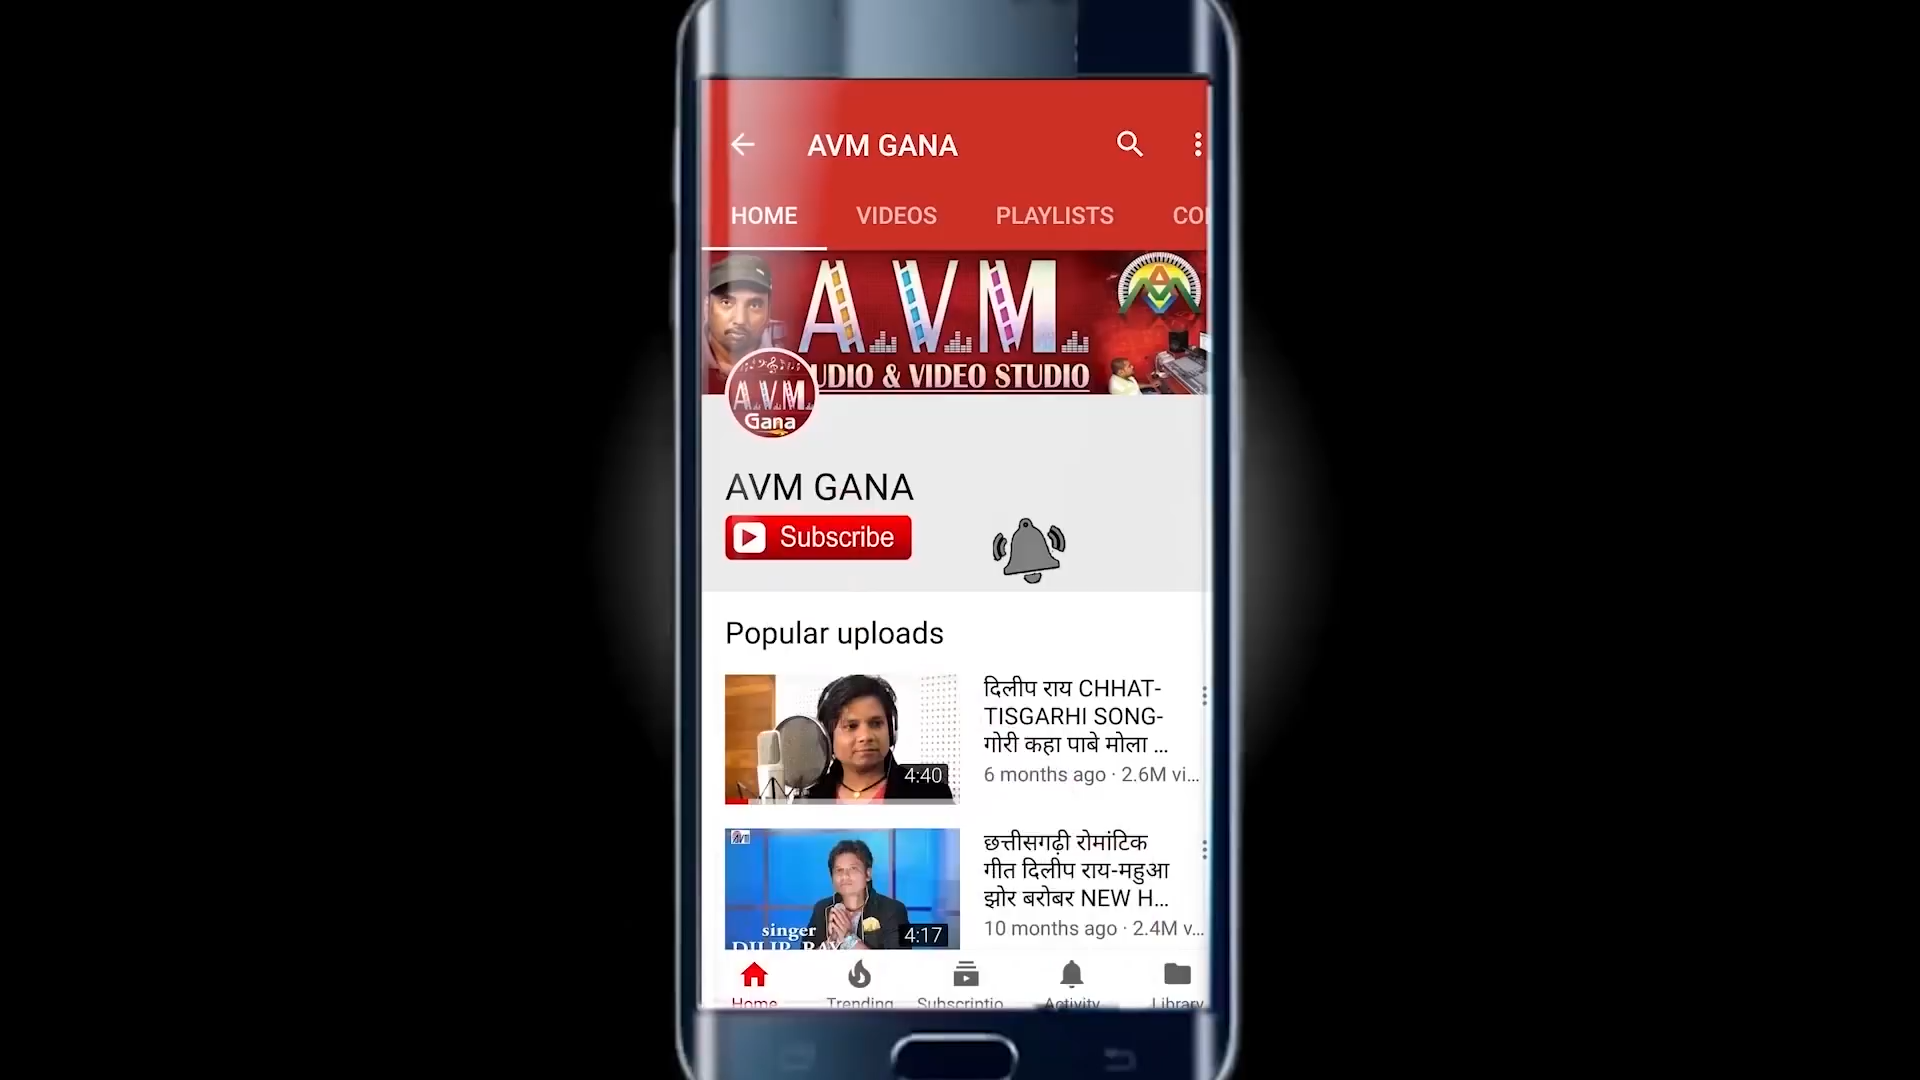 AVM GANA
HOME VIDEOS PLAYLISTS
A.V.M.
UDIO & VIDEO STUDIO
A.V.M.
Gana
AVM GANA
Subscribe
Popular uploads
दिलीप राय CHHAT-
TISGARHI SONG-
गोरी कहा पाबे मोला ...
6 months ago · 2.6M vi...
4:40
छत्तीसगढ़ी रोमांटिक
गीत दिलीप राय-महुआ
झोर बरोबर NEW H...
10 months ago · 2.4M v...
singer
DILIP RAY
4:17
Home Trending Subscriptio Activity Library